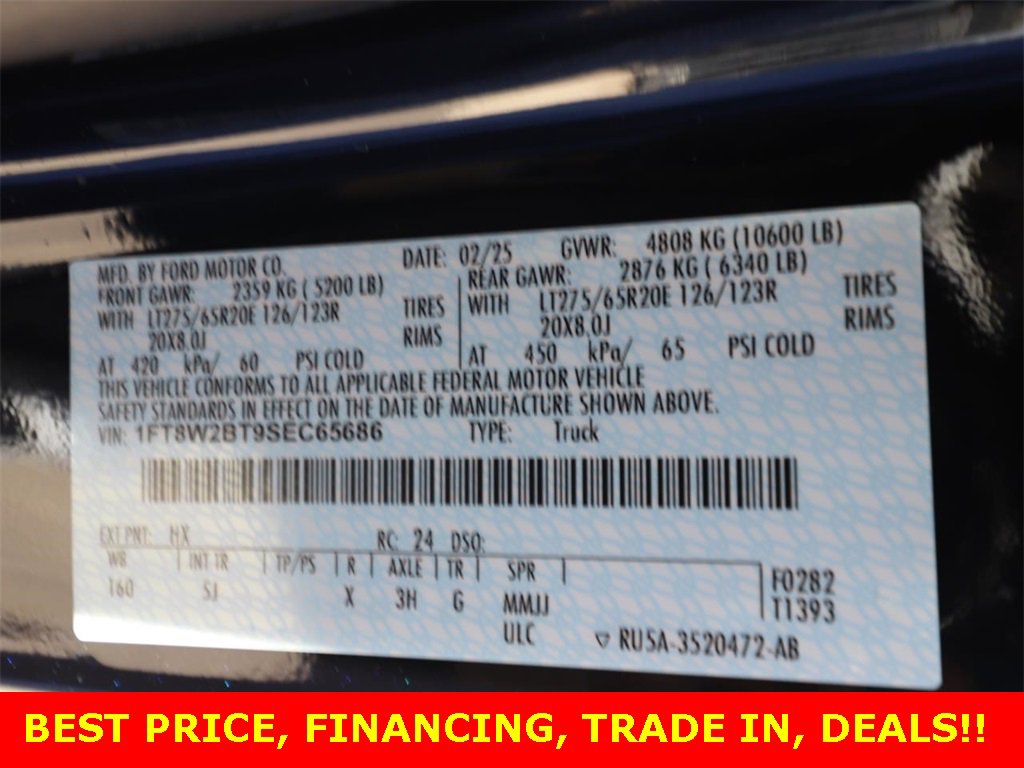 MFD. BY FORD MOTOR CO. DATE: 02/25 GVWR: 4808 KG (10600 LB)
FRONT GAWR: 2359 KG ( 5200 LB) REAR GAWR: 2876 KG ( 6340 LB)
WITH LT275/65R20E 126/123R TIRES WITH LT275/65R20E 126/123R TIRES
20X8.0J RIMS 20X8.0J RIMS
AT 420 kPa/ 60 PSI COLD AT 450 kPa/ 65 PSI COLD
THIS VEHICLE CONFORMS TO ALL APPLICABLE FEDERAL MOTOR VEHICLE
SAFETY STANDARDS IN EFFECT ON THE DATE OF MANUFACTURE SHOWN ABOVE.
VIN: 1FT8W2BT9SEC65686 TYPE: Truck
EXT PNT: HX RC: 24 DSO:
WB INT TR TP/PS R AXLE TR SPR F0282
160 SJ X 3H G MMJJ T1393
ULC RU5A-3520472-AB
BEST PRICE, FINANCING, TRADE IN, DEALS!!